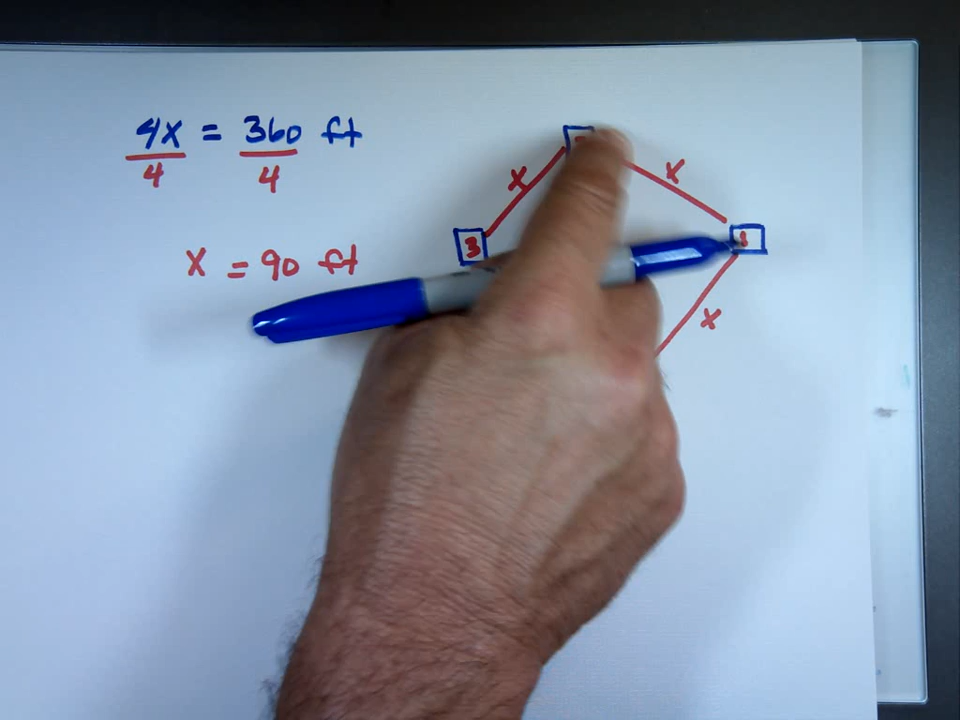 4x = 360 ft
4 4
x = 90 ft
x
x
3
1
x